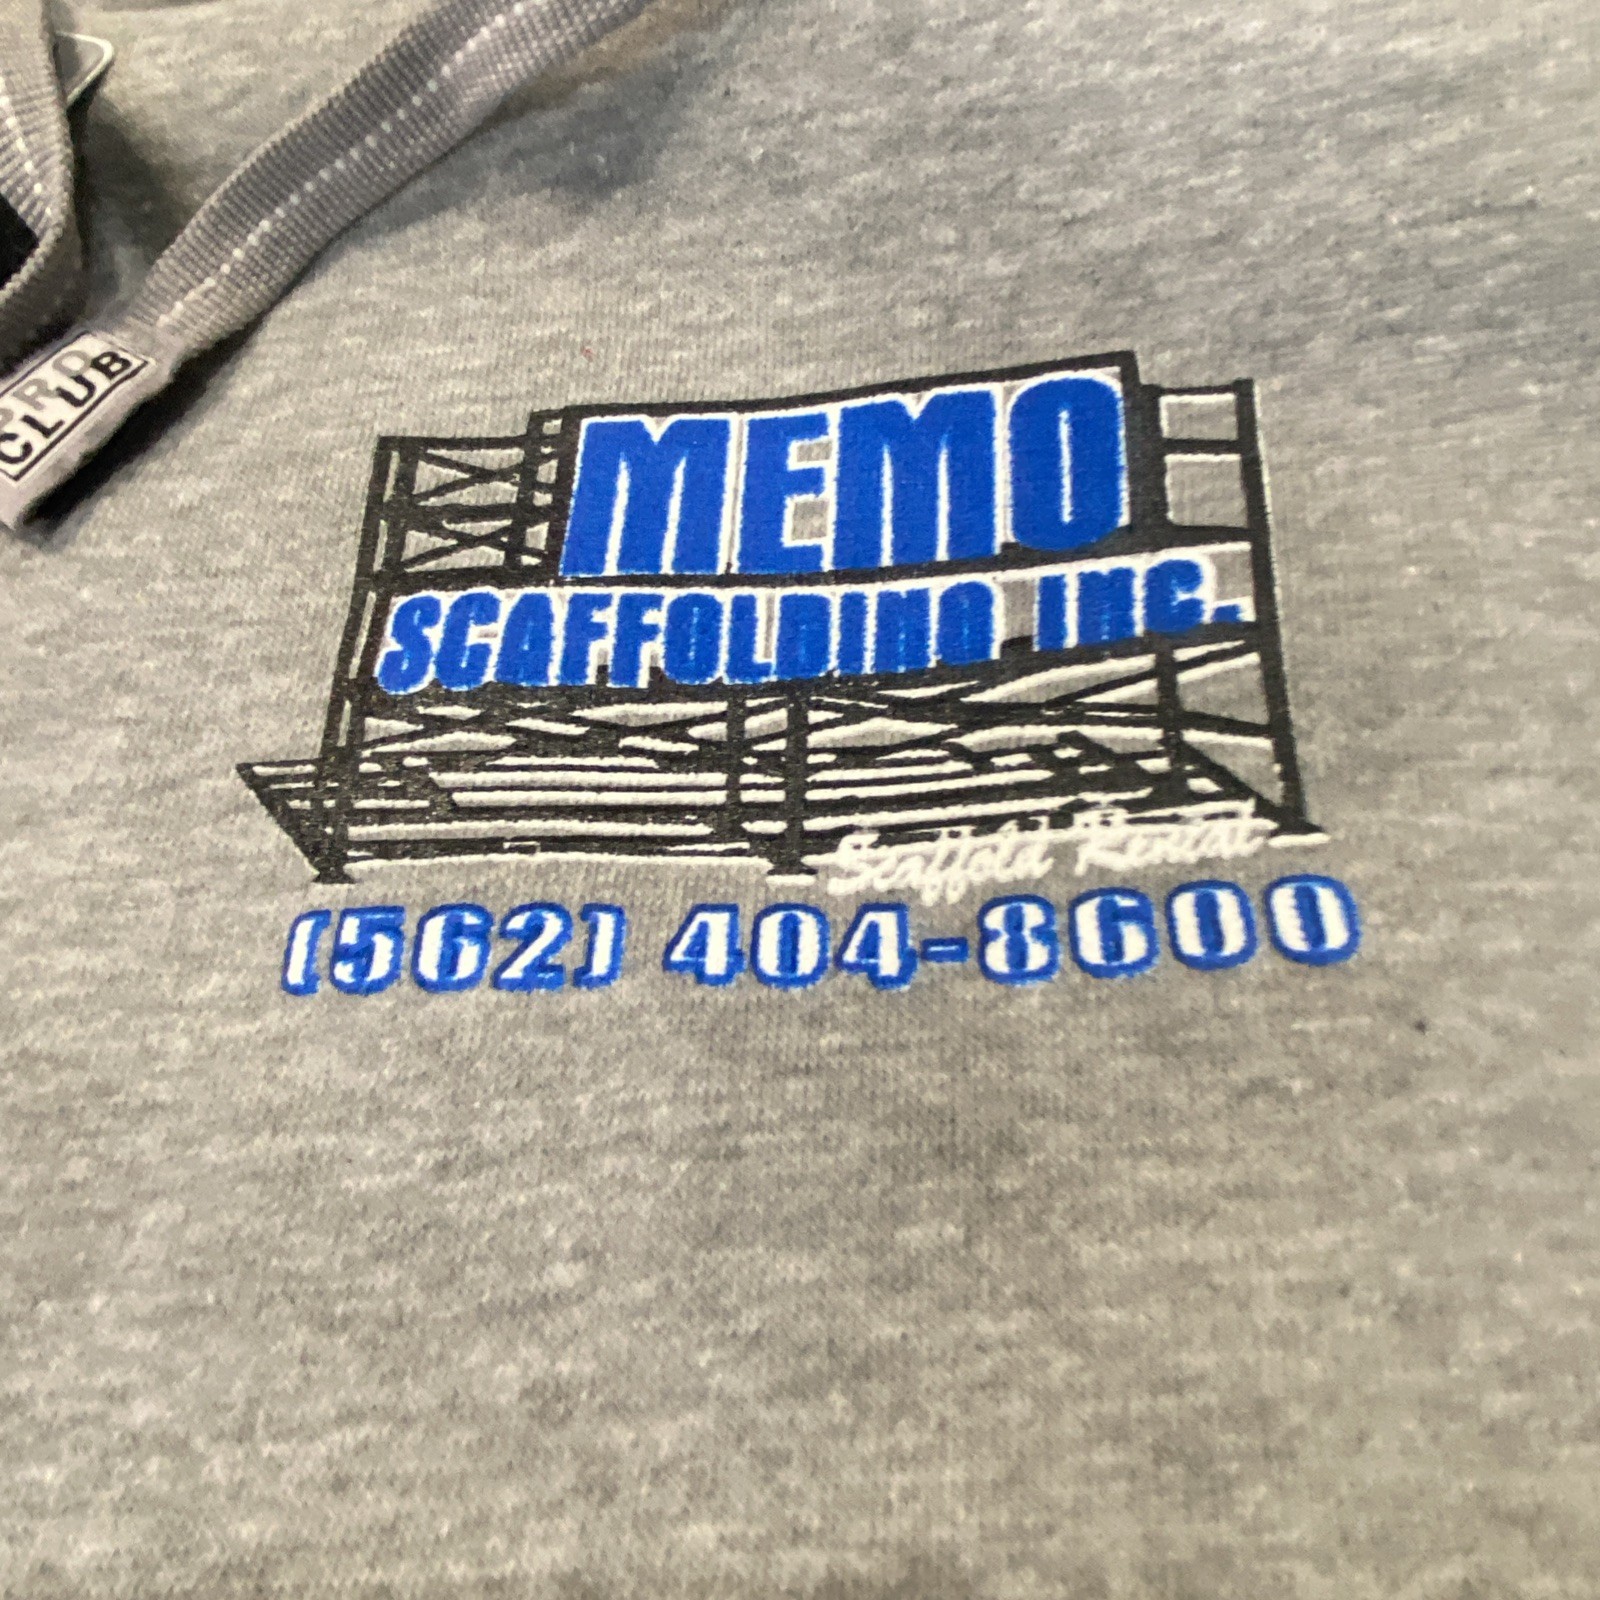 PRO
CLUB
MEMO
SCAFFOLDING INC.
Scaffold Rental
(562) 404-8600